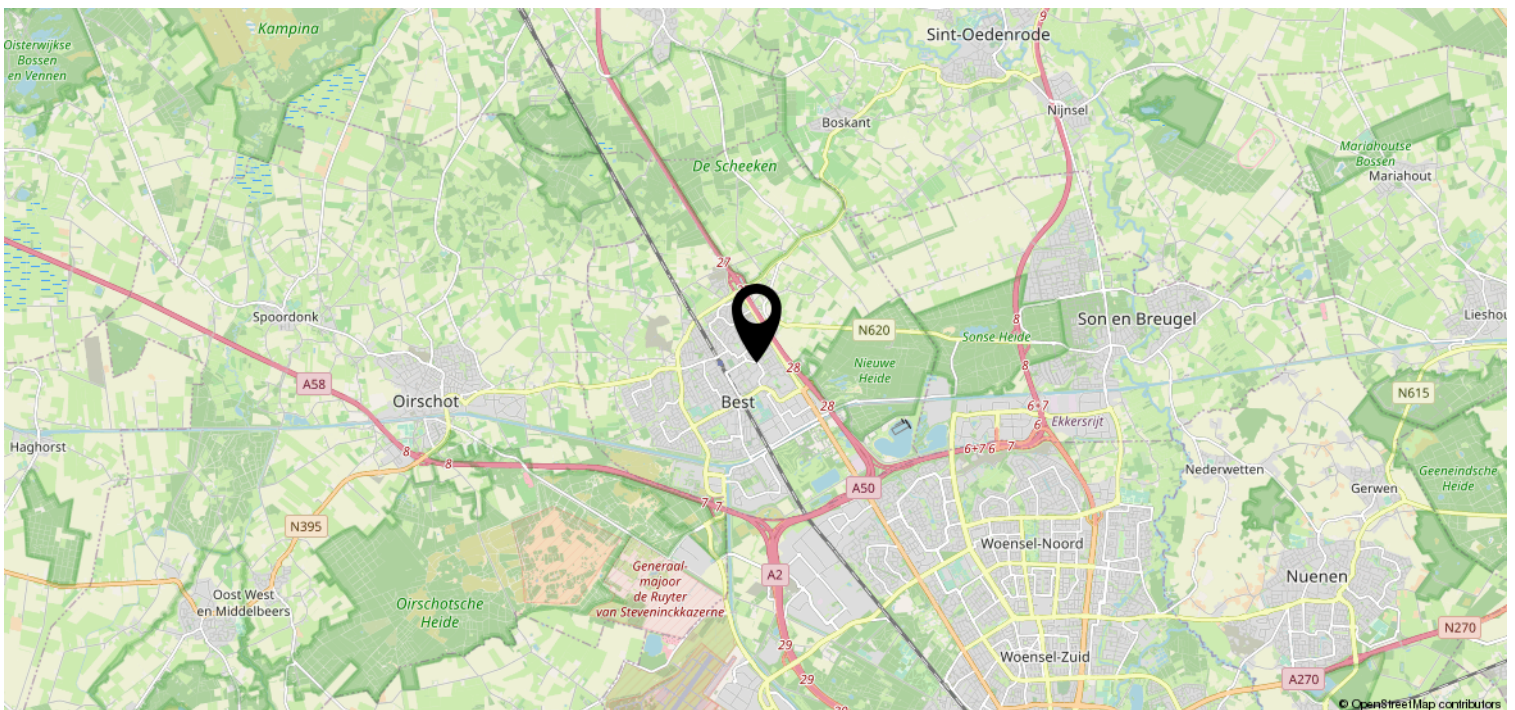 Kampina
Sint-Oedenrode
9
Oisterwijkse
Bossen
en Vennen
Nijnsel
Boskant
De Scheeken
Mariahoutse
Bossen
Mariahout
27
Spoordonk
N620
8
Son en Breugel
Lieshou
Sonse Heide
28
Nieuwe
Heide
8
A58
N615
Oirschot
Best
28
6+7
6
Ekkersrijt
Haghorst
8
8
6+7
6
7
Nederwetten
Geeneindsche
Heide
A50
Gerwen
7
7
N395
Woensel-Noord
Generaal-
majoor
de Ruyter
van Steveninckkazerne
A2
Nuenen
Oost West
en Middelbeers
Oirschotsche
Heide
N270
29
Woensel-Zuid
29
A270
© OpenStreetMap contributors